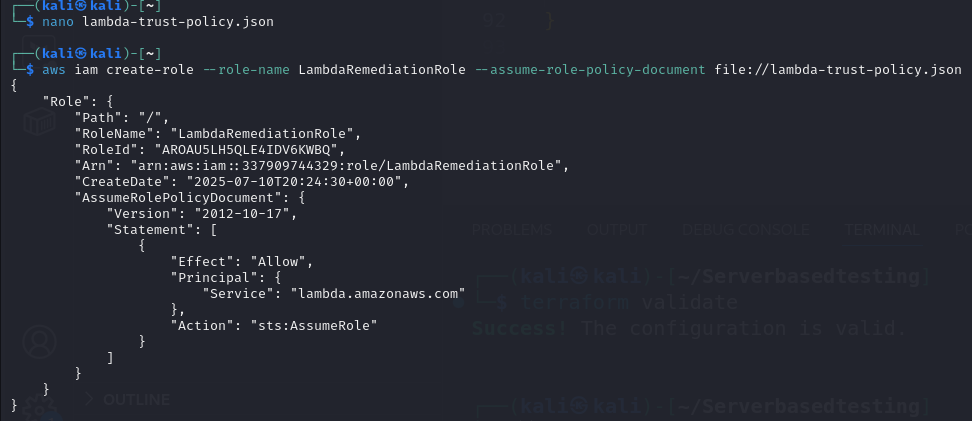 ┌──(kali㉿kali)-[~]
└─$ nano lambda-trust-policy.json
┌──(kali㉿kali)-[~]
└─$ aws iam create-role --role-name LambdaRemediationRole --assume-role-policy-document file://lambda-trust-policy.json
{
    "Role": {
        "Path": "/",
        "RoleName": "LambdaRemediationRole",
        "RoleId": "AROAU5LH5QLE4IDV6KWBQ",
        "Arn": "arn:aws:iam::337909744329:role/LambdaRemediationRole",
        "CreateDate": "2025-07-10T20:24:30+00:00",
        "AssumeRolePolicyDocument": {
            "Version": "2012-10-17",
            "Statement": [
                {
                    "Effect": "Allow",
                    "Principal": {
                        "Service": "lambda.amazonaws.com"
                    },
                    "Action": "sts:AssumeRole"
                }
            ]
        }
    }
}
02 }
PROBLEMS OUTPUT DEBUG CONSOLE TERMINAL
┌──(kali㉿kali)-[~/Serverbasedtesting]
└─$ terraform validate
Success! The configuration is valid.
┌──(kali㉿kali)-[~/Serverbasedtesting]
> OUTLINE